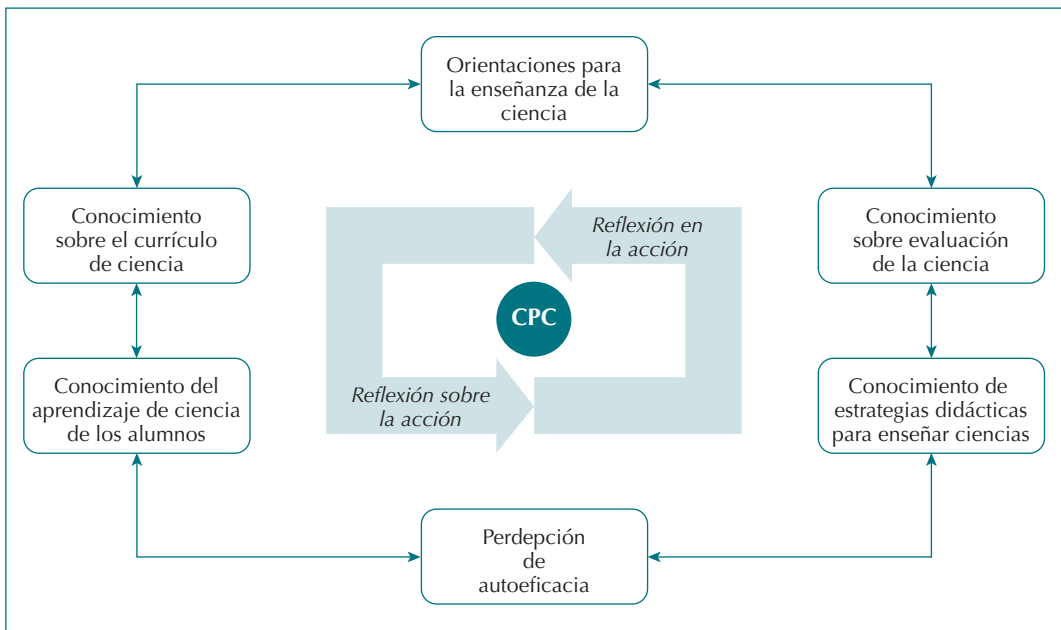 Orientaciones para
la enseñanza de la
ciencia
Conocimiento
sobre el currículo
de ciencia
Reflexión en
la acción
Conocimiento
sobre evaluación
de la ciencia
CPC
Conocimiento del
aprendizaje de ciencia
de los alumnos
Reflexión sobre
la acción
Conocimiento de
estrategias didácticas
para enseñar ciencias
Perdepción
de
autoeficacia